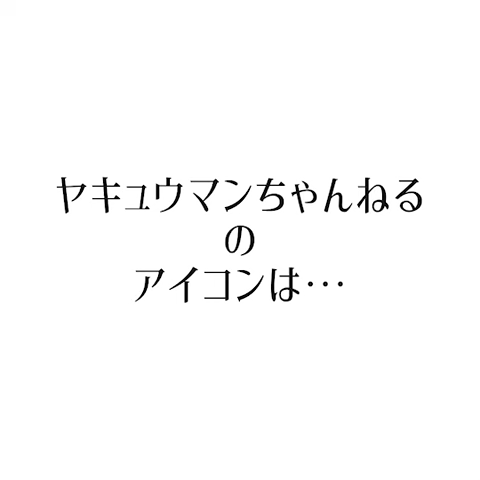 ヤキュウマンちゃんねる
の
アイコンは…